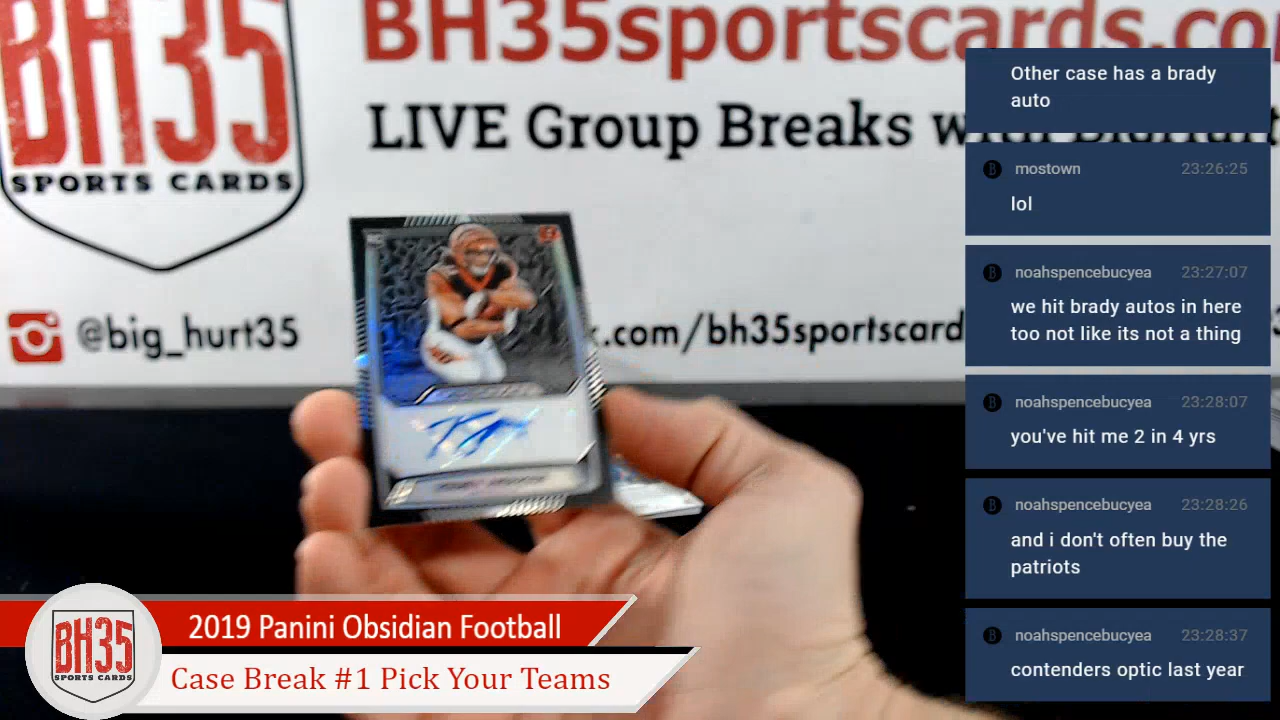 BH35
SPORTS CARDS
BH35sportscards.co
LIVE Group Breaks w
@big_hurt35
.com/bh35sportscard
RC
2019 Panini Obsidian Football
Case Break #1 Pick Your Teams
BH35
SPORTS CARDS
Other case has a brady
auto
mostown 23:26:25
lol
noahspencebucyea 23:27:07
we hit brady autos in here
too not like its not a thing
noahspencebucyea 23:28:07
you've hit me 2 in 4 yrs
noahspencebucyea 23:28:26
and i don't often buy the
patriots
noahspencebucyea 23:28:37
contenders optic last year